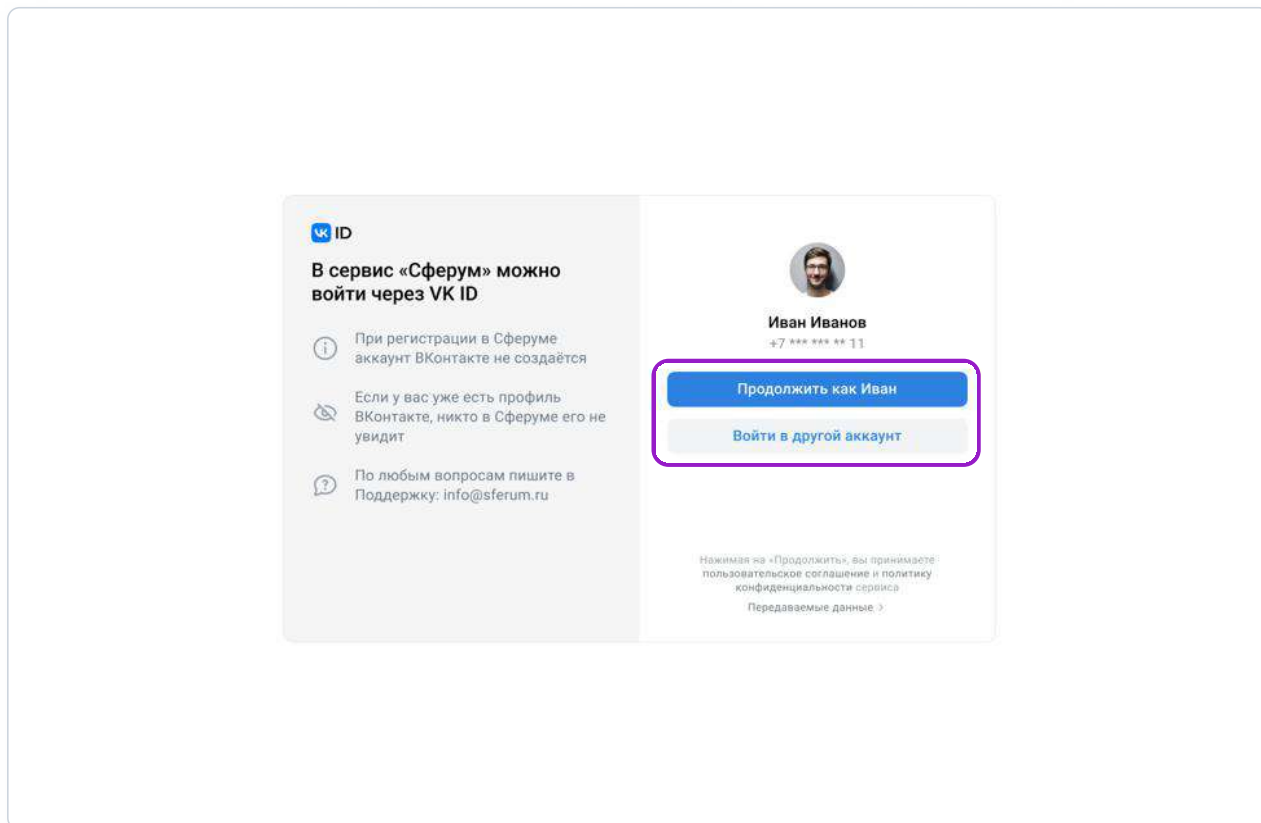 VK ID
В сервис «Сферум» можно
войти через VK ID
При регистрации в Сферуме
аккаунт ВКонтакте не создаётся
Если у вас уже есть профиль
ВКонтакте, никто в Сферуме его не
увидит
По любым вопросам пишите в
Поддержку: info@sferum.ru
Иван Иванов
+7 *** *** ** 11
Продолжить как Иван
Войти в другой аккаунт
Нажимая на «Продолжить», вы принимаете
пользовательское соглашение и политику
конфиденциальности сервиса
Передаваемые данные >